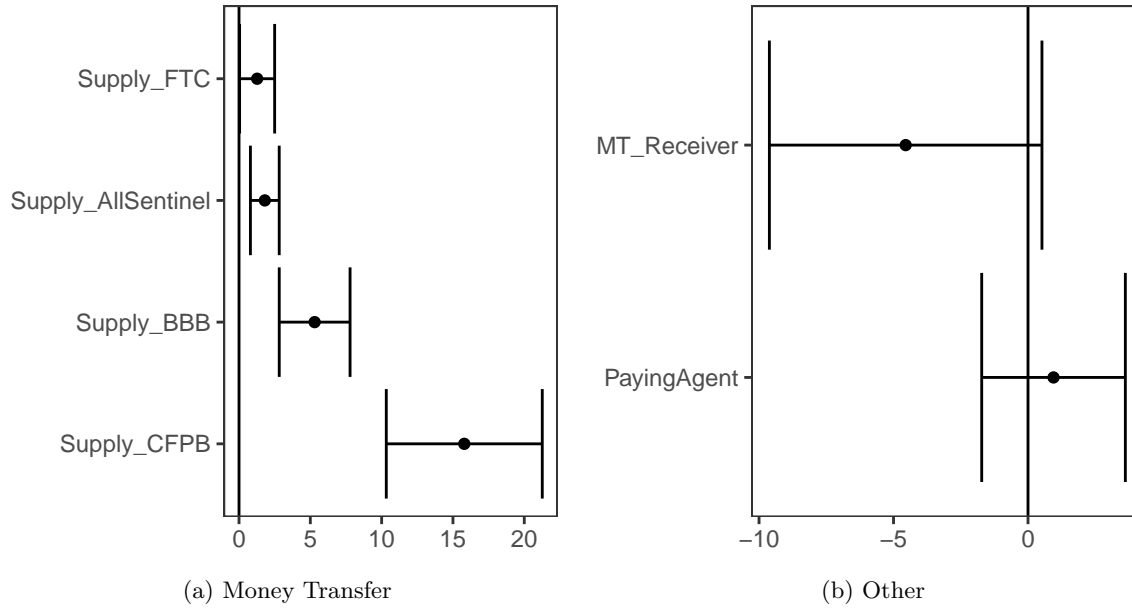 Supply_FTC
Supply_AllSentinel
Supply_BBB
Supply_CFPB
0 5 10 15 20
(a) Money Transfer
MT_Receiver
PayingAgent
−10 −5 0
(b) Other